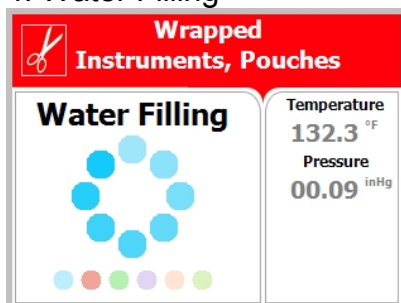 Wrapped
Instruments, Pouches
Water Filling
Temperature
132.3 °F
Pressure
00.09 inHg